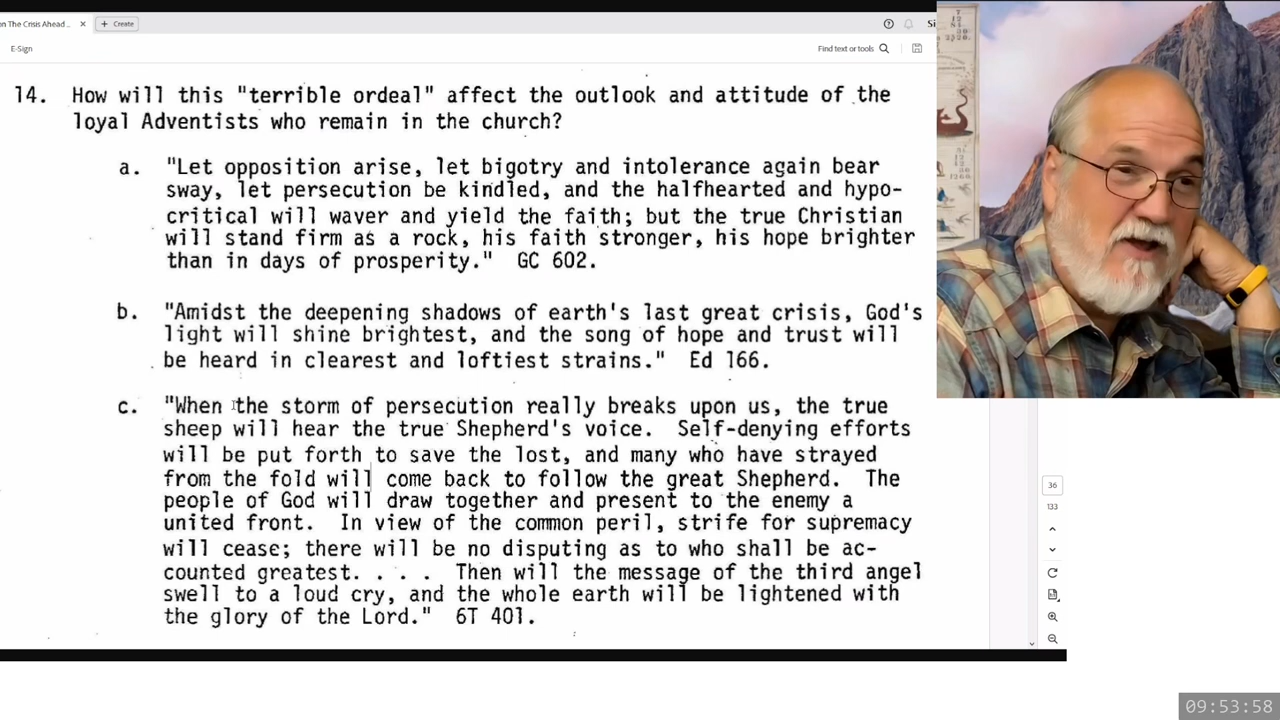 on The Crisis Ahead...
Create
Si
E-Sign
Find text or tools
14. How will this "terrible ordeal" affect the outlook and attitude of the
loyal Adventists who remain in the church?
a. "Let opposition arise, let bigotry and intolerance again bear
sway, let persecution be kindled, and the halfhearted and hypo-
critical will waver and yield the faith; but the true Christian
will stand firm as a rock, his faith stronger, his hope brighter
than in days of prosperity." GC 602.
b. "Amidst the deepening shadows of earth's last great crisis, God's
light will shine brightest, and the song of hope and trust will
be heard in clearest and loftiest strains." Ed 166.
c. "When the storm of persecution really breaks upon us, the true
sheep will hear the true Shepherd's voice. Self-denying efforts
will be put forth to save the lost, and many who have strayed
from the fold will come back to follow the great Shepherd. The
people of God will draw together and present to the enemy a
united front. In view of the common peril, strife for supremacy
will cease; there will be no disputing as to who shall be ac-
counted greatest. . . . Then will the message of the third angel
swell to a loud cry, and the whole earth will be lightened with
the glory of the Lord." 6T 401.
36
133
09:53:58